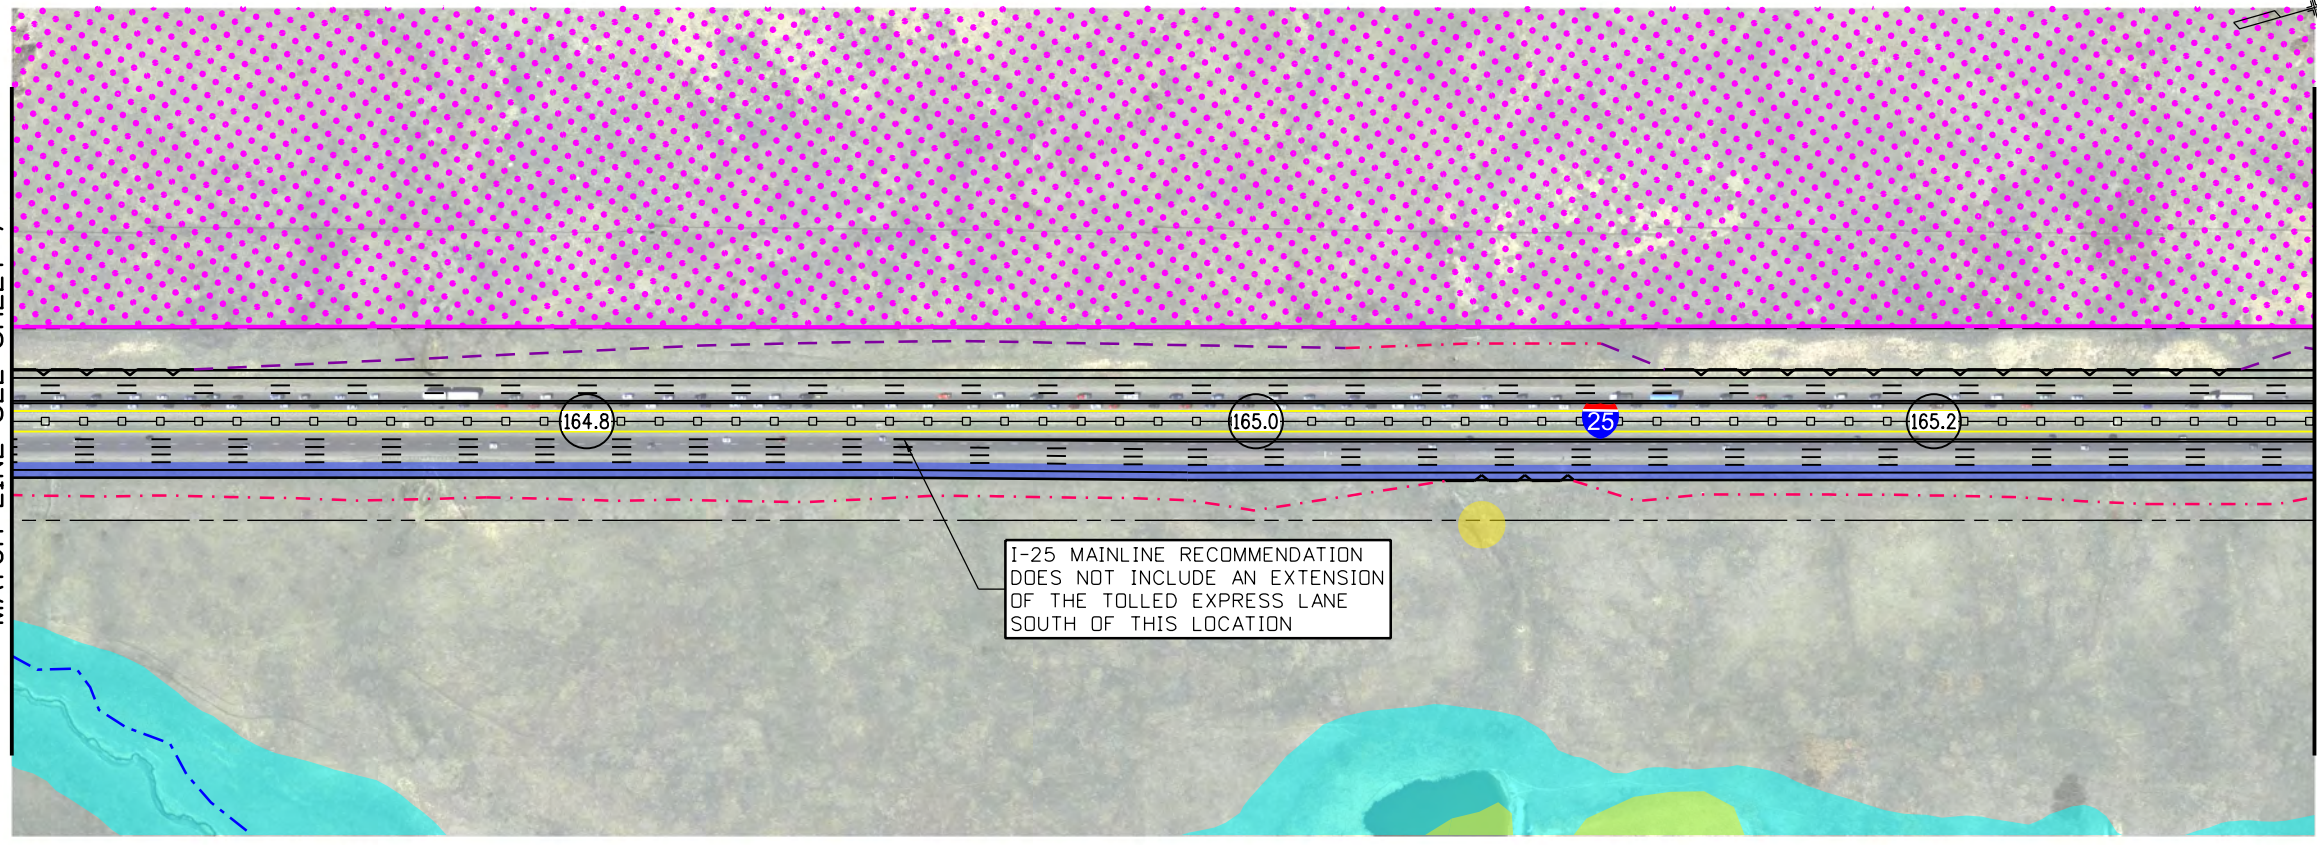 164.8
165.0
25
165.2
I-25 MAINLINE RECOMMENDATION
DOES NOT INCLUDE AN EXTENSION
OF THE TOLLED EXPRESS LANE
SOUTH OF THIS LOCATION